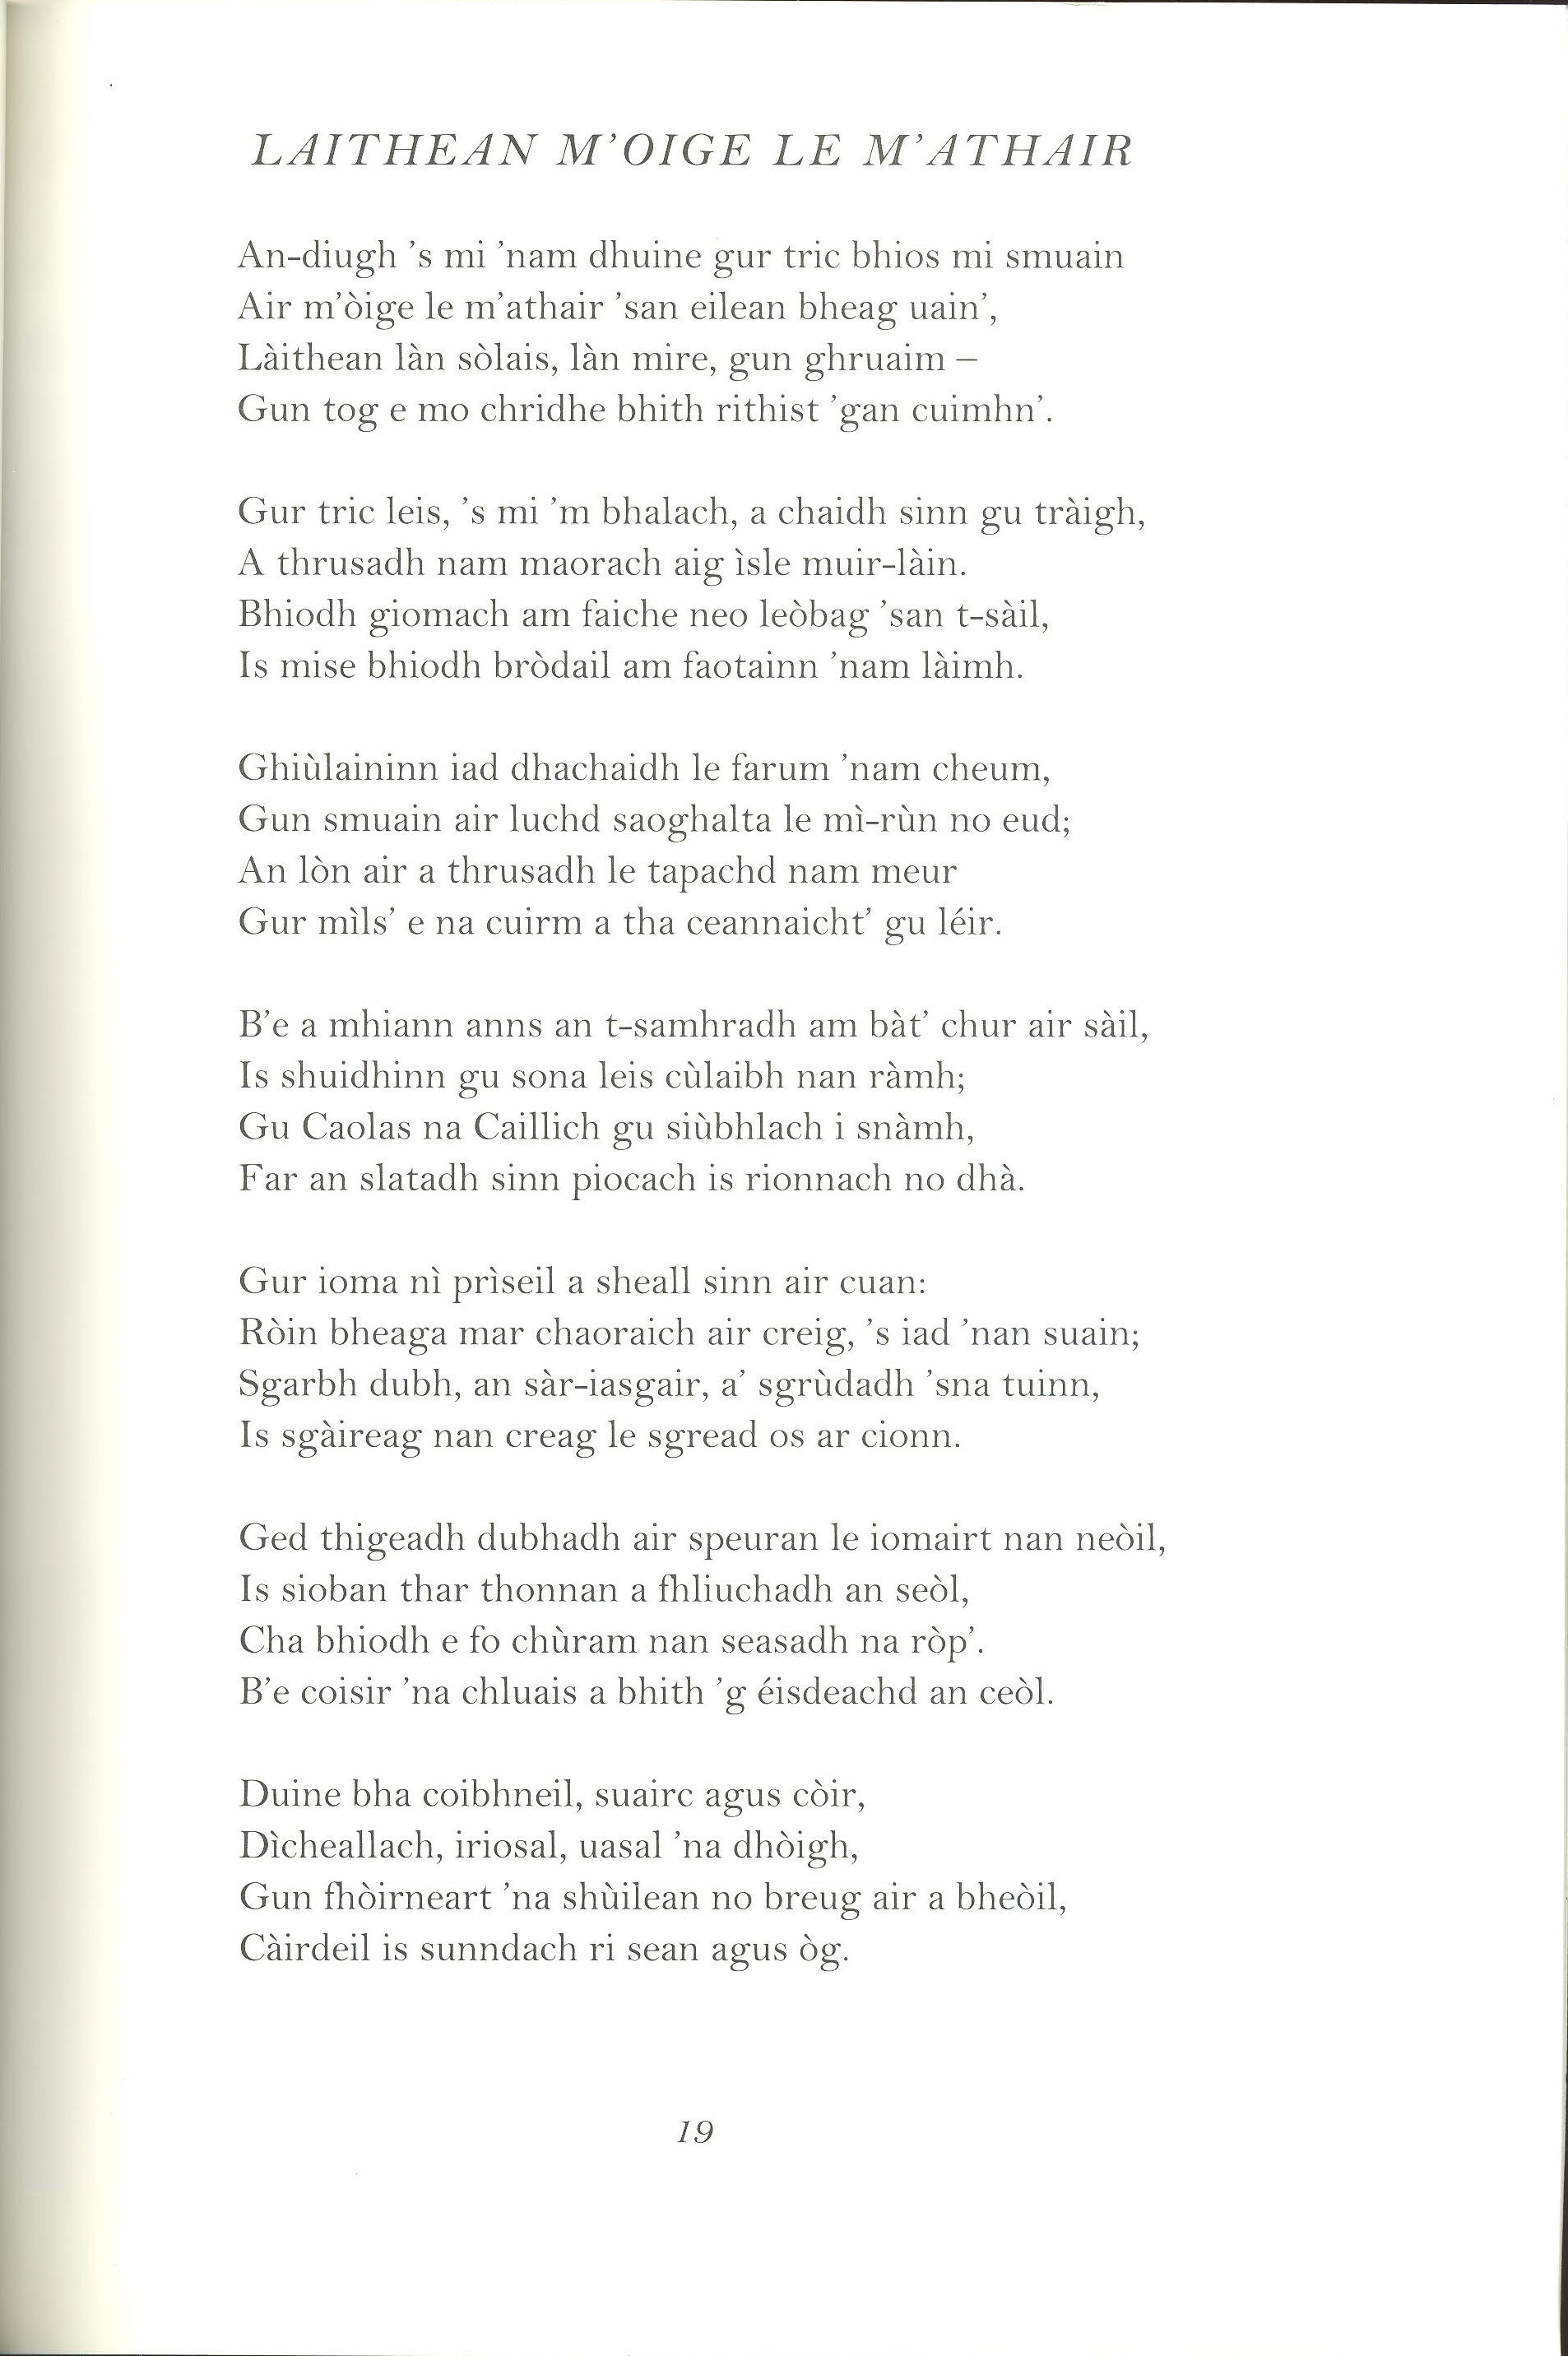 LAITHEAN M’OIGE LE M’ATHAIR
An-diugh ’s mi ’nam dhuine gur tric bhios mi smuain
Air m’òige le m’athair ’san eilean bheag uain’,
Làithean làn sòlais, làn mire, gun ghruaim –
Gun tog e mo chridhe bhith rithist ’gan cuimhn’.
Gur tric leis, ’s mi ’m bhalach, a chaidh sinn gu tràigh,
A thrusadh nam maorach aig ìsle muir-làin.
Bhiodh giomach am faiche neo leòbag ’san t-sàil,
Is mise bhiodh bròdail am faotainn ’nam làimh.
Ghiùlaininn iad dhachaidh le farum ’nam cheum,
Gun smuain air luchd saoghalta le mì-rùn no eud;
An lòn air a thrusadh le tapachd nam meur
Gur mìls’ e na cuirm a tha ceannaicht’ gu léir.
B’e a mhiann anns an t-samhradh am bàt’ chur air sàil,
Is shuidhinn gu sona leis cùlaibh nan ràmh;
Gu Caolas na Caillich gu siùbhlach i snàmh,
Far an slatadh sinn piocach is rionnach no dhà.
Gur ioma nì prìseil a sheall sinn air cuan:
Ròin bheaga mar chaoraich air creig, ’s iad ’nan suain;
Sgarbh dubh, an sàr-iasgair, a’ sgrùdadh ’sna tuinn,
Is sgàireag nan creag le sgread os ar cionn.
Ged thigeadh dubhadh air speuran le iomairt nan neòil,
Is sioban thar thonnan a fhliuchadh an seòl,
Cha bhiodh e fo chùram nan seasadh na ròp’.
B’e coisir ’na chluais a bhith ’g éisdeachd an ceòl.
Duine bha coibhneil, suairc agus còir,
Dìcheallach, iriosal, uasal ’na dhòigh,
Gun fhòirneart ’na shùilean no breug air a bheòil,
Càirdeil is sunndach ri sean agus òg.
19